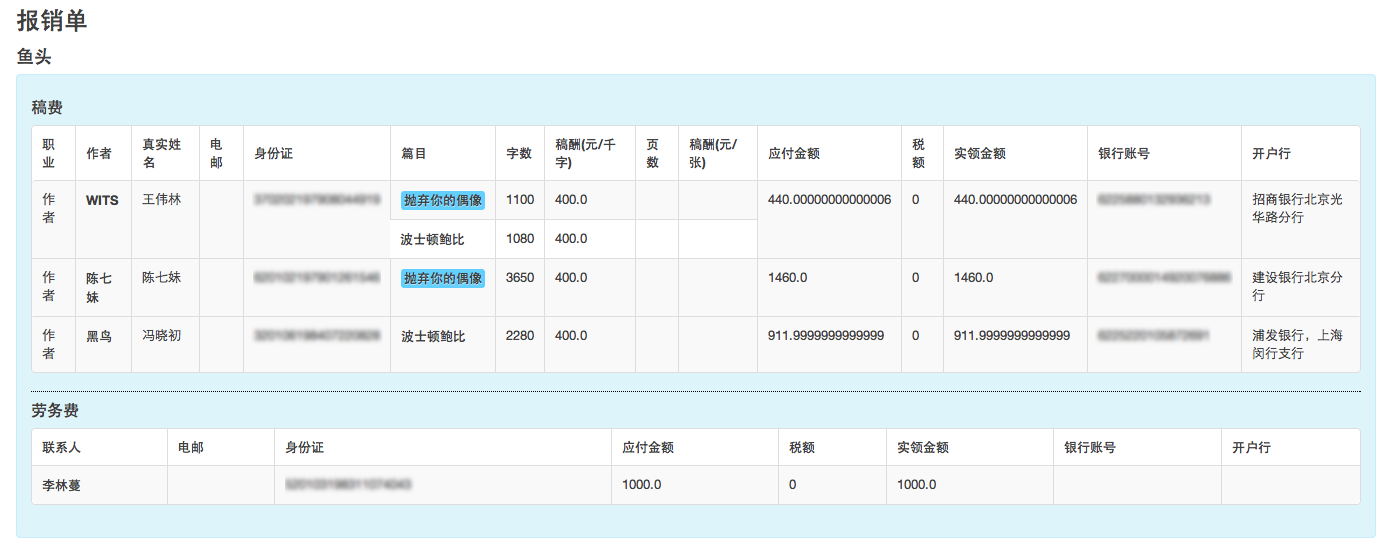 报销单
鱼头
稿费
职业 作者 真实姓名 电邮 身份证 篇目 字数 稿酬(元/千字) 页数 稿酬(元/张) 应付金额 税额 实领金额 银行账号 开户行
作者 WITS 王伟林 抛弃你的偶像 1100 400.0 440.00000000000006 0 440.00000000000006 招商银行北京光华路分行
波士顿鲍比 1080 400.0
作者 陈七妹 陈七妹 抛弃你的偶像 3650 400.0 1460.0 0 1460.0 建设银行北京分行
作者 黑鸟 冯晓初 波士顿鲍比 2280 400.0 911.9999999999999 0 911.9999999999999 浦发银行，上海闵行支行
劳务费
联系人 电邮 身份证 应付金额 税额 实领金额 银行账号 开户行
李林蔓 1000.0 0 1000.0